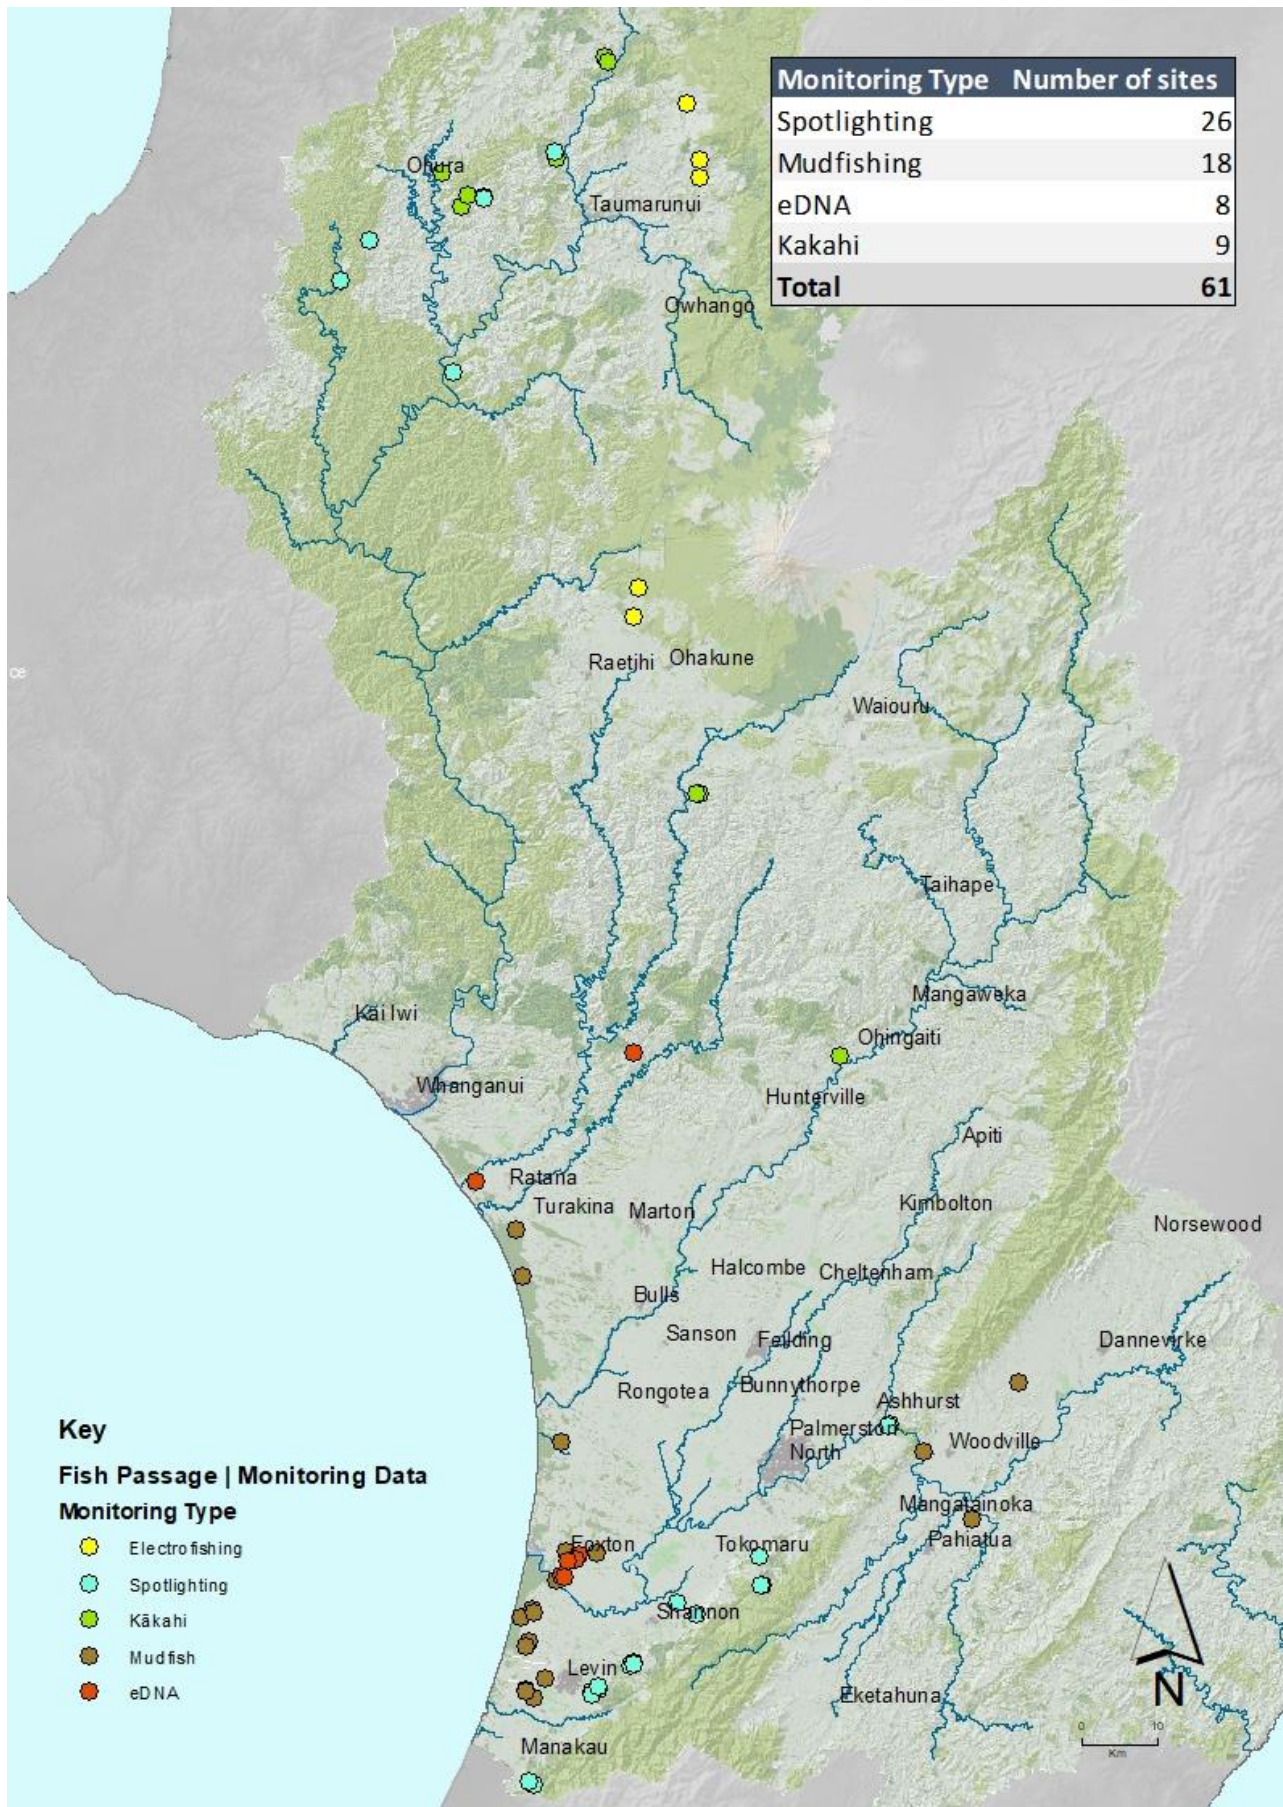 Monitoring Type Number of sites
Spotlighting 26
Mudfishing 18
eDNA 8
Kakahi 9
Total 61
Ohura
Taumarunui
Owhango
ce
Raetihi
Ohakune
Waiouru
Taihape
Mangaweka
Kai Iwi
Ohingaiti
Whanganui
Hunterville
Apiti
Ratana
Turakina
Marton
Kimbolton
Norsewood
Halcombe
Cheltenham
Bulls
Sanson
Feilding
Dannevirke
Rongotea
Bunnythorpe
Ashhurst
Palmerston
North
Woodville
Mangatainoka
Pahiatua
Foxton
Tokomaru
Shannon
Levin
Eketahuna
Manakau
Key
Fish Passage | Monitoring Data
Monitoring Type
Electrofishing
Spotlighting
Kākahi
Mudfish
eDNA
N
0 10
Km